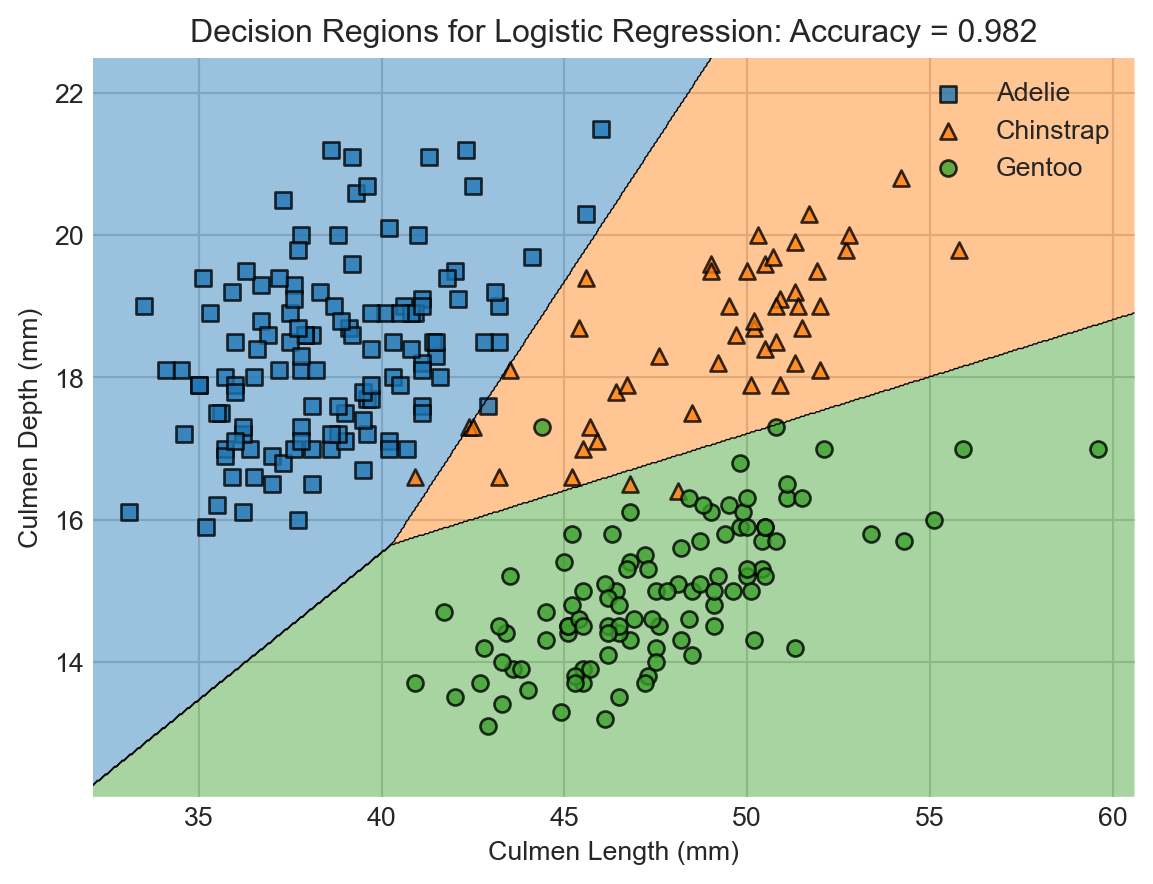 Decision Regions for Logistic Regression: Accuracy = 0.982
22
20
18
16
14
Culmen Depth (mm)
Adelie
Chinstrap
Gentoo
35
40
45
50
55
60
Culmen Length (mm)